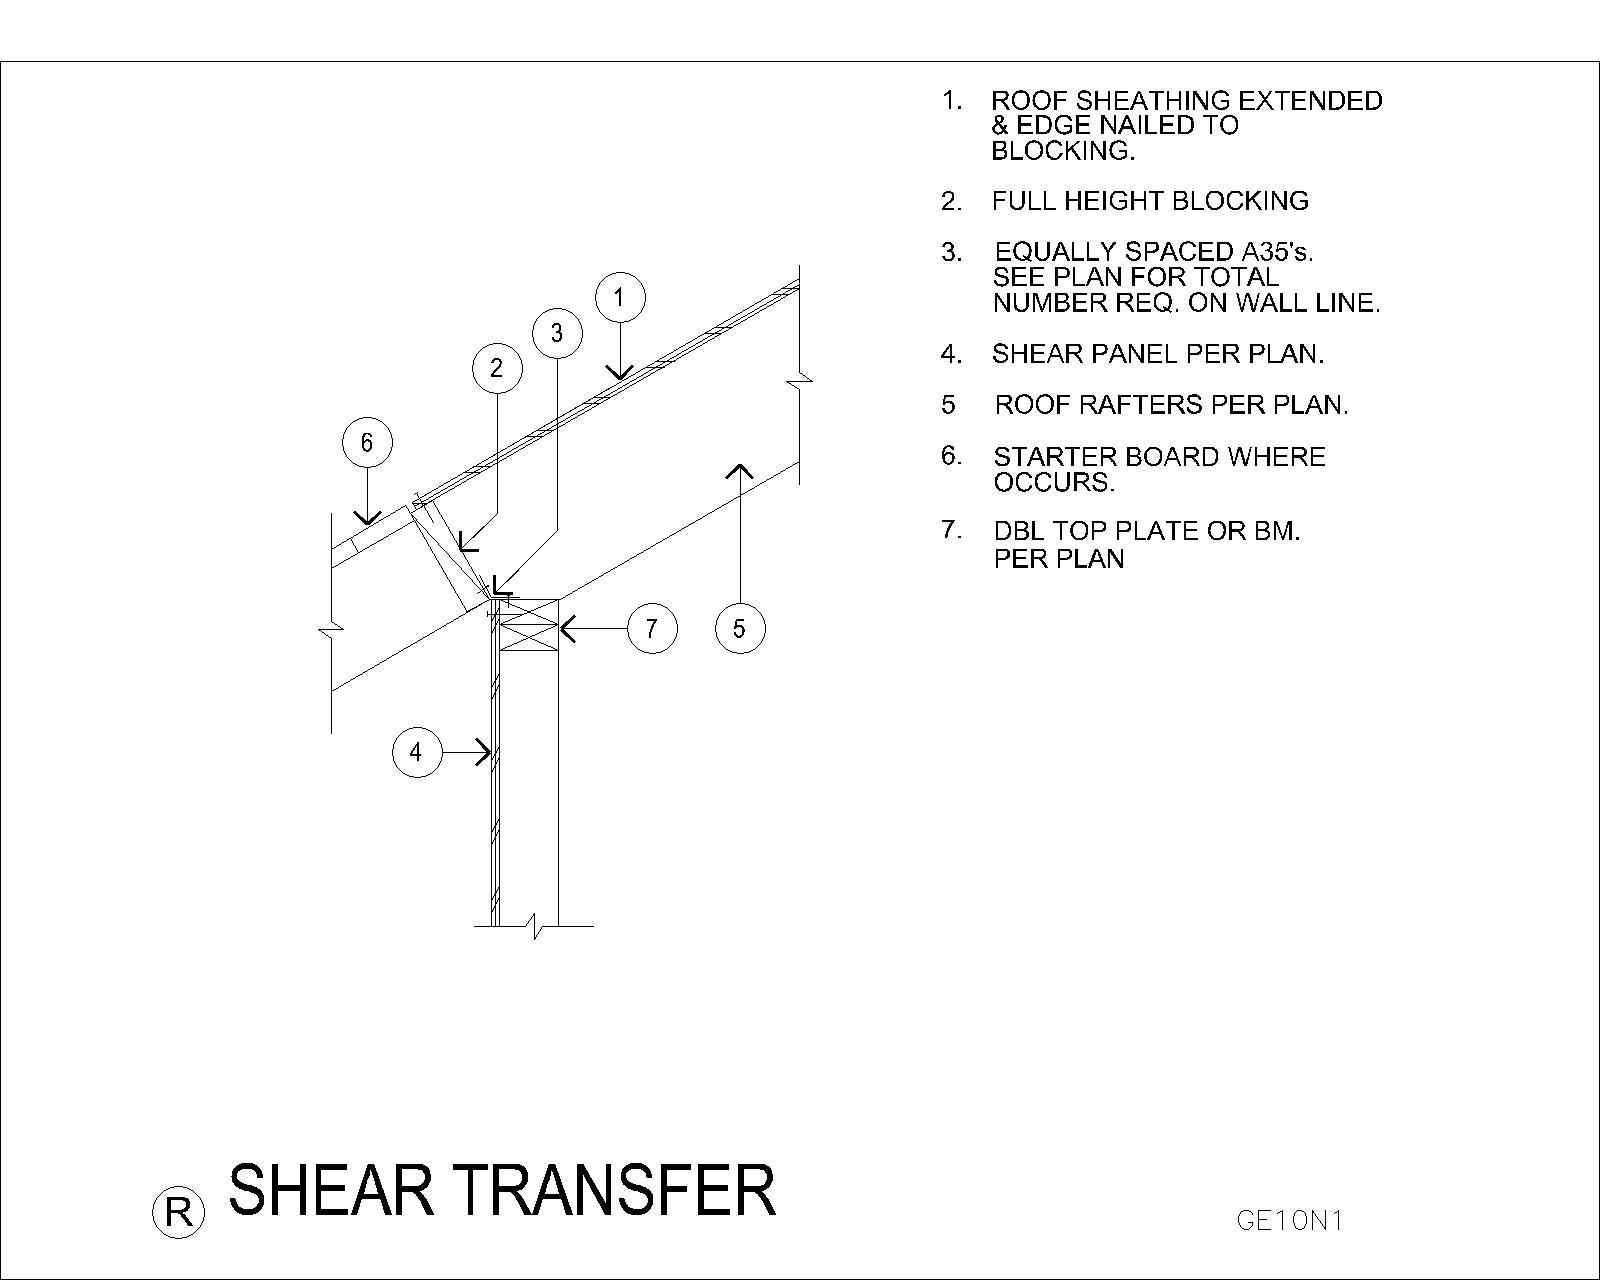 1. ROOF SHEATHING EXTENDED
& EDGE NAILED TO
BLOCKING.
2. FULL HEIGHT BLOCKING
3. EQUALLY SPACED A35's.
SEE PLAN FOR TOTAL
NUMBER REQ. ON WALL LINE.
4. SHEAR PANEL PER PLAN.
5 ROOF RAFTERS PER PLAN.
6. STARTER BOARD WHERE
OCCURS.
7. DBL TOP PLATE OR BM.
PER PLAN
1
3
2
6
7
5
4
R SHEAR TRANSFER
GE10N1